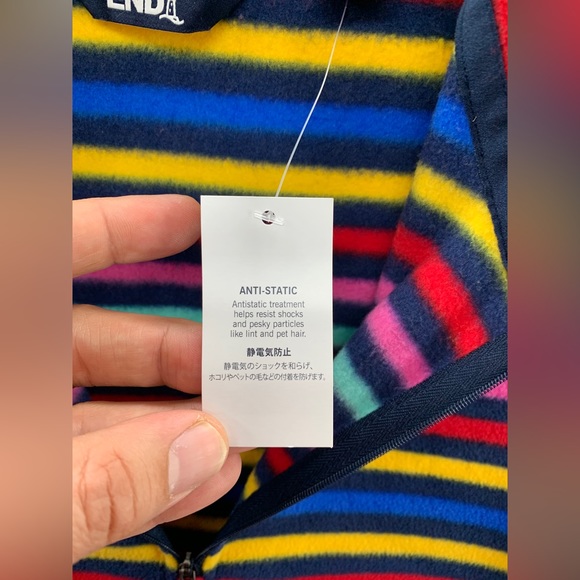 END
ANTI-STATIC
Antistatic treatment
helps resist shocks
and pesky particles
like lint and pet hair.
静電気防止
静電気のショックを和らげ、
ホコリやペットの毛などの付着を防げます。